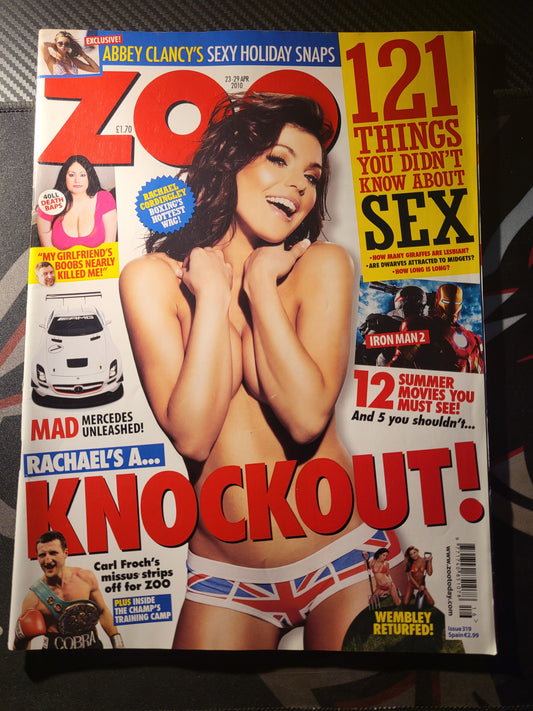 EXCLUSIVE!
ABBEY CLANCY'S SEXY HOLIDAY SNAPS
ZOO
23-29 APR
2010
£1.70
121
THINGS
YOU DIDN'T
KNOW ABOUT
SEX
• HOW MANY GIRAFFES ARE LESBIAN?
• ARE DWARVES ATTRACTED TO MIDGETS?
• HOW LONG IS LONG?
RACHAEL
CORDINGLEY
BOXING'S
HOTTEST
WAG!
40LL
DEATH
BAPS
"MY GIRLFRIEND'S
BOOBS NEARLY
KILLED ME!"
AMG
MAD MERCEDES
UNLEASHED!
IRON MAN 2
12 SUMMER
MOVIES YOU
MUST SEE!
And 5 you shouldn't...
RACHAEL'S A...
KNOCKOUT!
Carl Froch's
missus strips
off for ZOO
PLUS INSIDE
THE CHAMP'S
TRAINING CAMP
COBRA
WEMBLEY
RETURFED!
www.zootoday.com
Issue 319
Spain €2.99